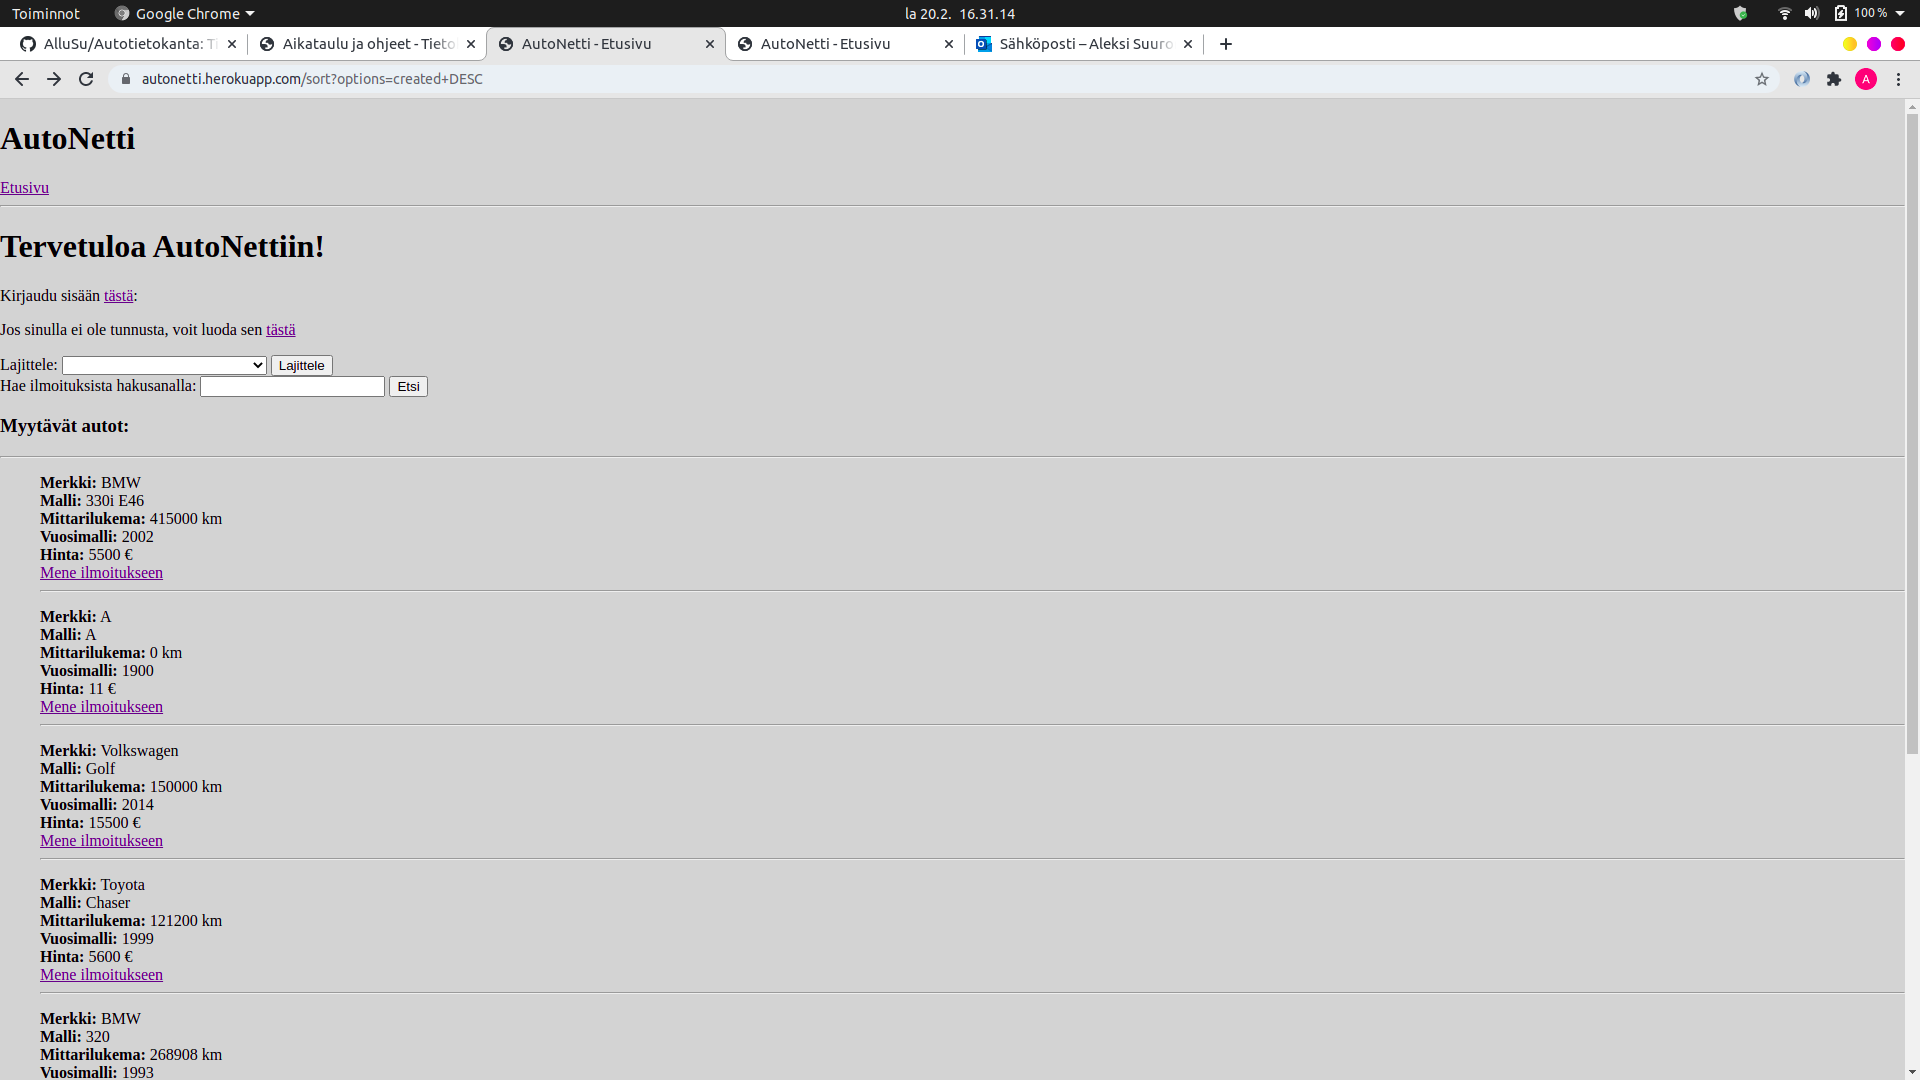 Toiminnot
Google Chrome
la 20.2. 16.31.14
100 %
AlluSu/Autotietokanta: Ti
Aikataulu ja ohjeet - Tieto
AutoNetti - Etusivu
AutoNetti - Etusivu
Sähköposti – Aleksi Suuro
autonetti.herokuapp.com/sort?options=created+DESC
A
AutoNetti
Etusivu
Tervetuloa AutoNettiin!
Kirjaudu sisään tästä:
Jos sinulla ei ole tunnusta, voit luoda sen tästä
Lajittele: Lajittele
Hae ilmoituksista hakusanalla: Etsi
Myytävät autot:
Merkki: BMW
Malli: 330i E46
Mittarilukema: 415000 km
Vuosimalli: 2002
Hinta: 5500 €
Mene ilmoitukseen
Merkki: A
Malli: A
Mittarilukema: 0 km
Vuosimalli: 1900
Hinta: 11 €
Mene ilmoitukseen
Merkki: Volkswagen
Malli: Golf
Mittarilukema: 150000 km
Vuosimalli: 2014
Hinta: 15500 €
Mene ilmoitukseen
Merkki: Toyota
Malli: Chaser
Mittarilukema: 121200 km
Vuosimalli: 1999
Hinta: 5600 €
Mene ilmoitukseen
Merkki: BMW
Malli: 320
Mittarilukema: 268908 km
Vuosimalli: 1993